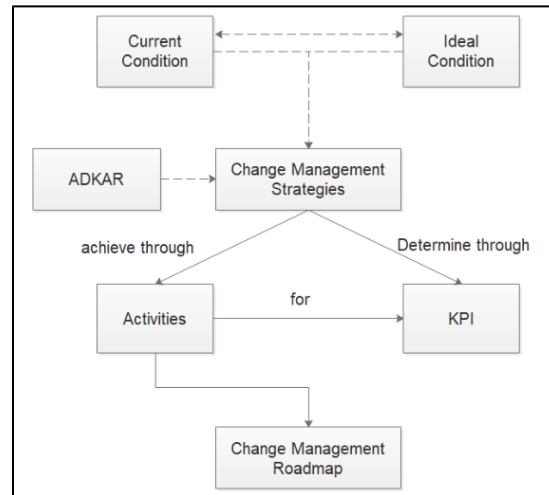 Current
Condition
Ideal
Condition
ADKAR
Change Management
Strategies
achieve through
Determine through
Activities
for
KPI
Change Management
Roadmap